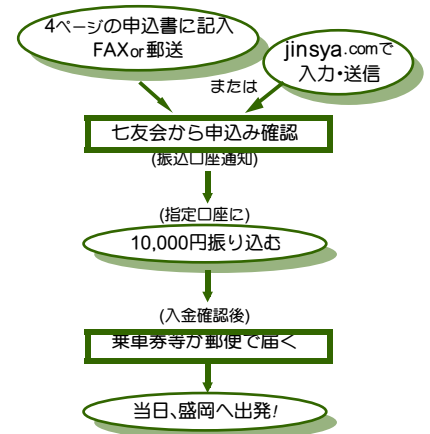 4ページの申込書に記入
FAXor郵送
jinsya.comで
入力・送信
または
七友会から申込み確認
(振込口座通知)
(指定口座に)
10,000円振り込む
(入金確認後)
乗車券等が郵便で届く
当日、盛岡へ出発!